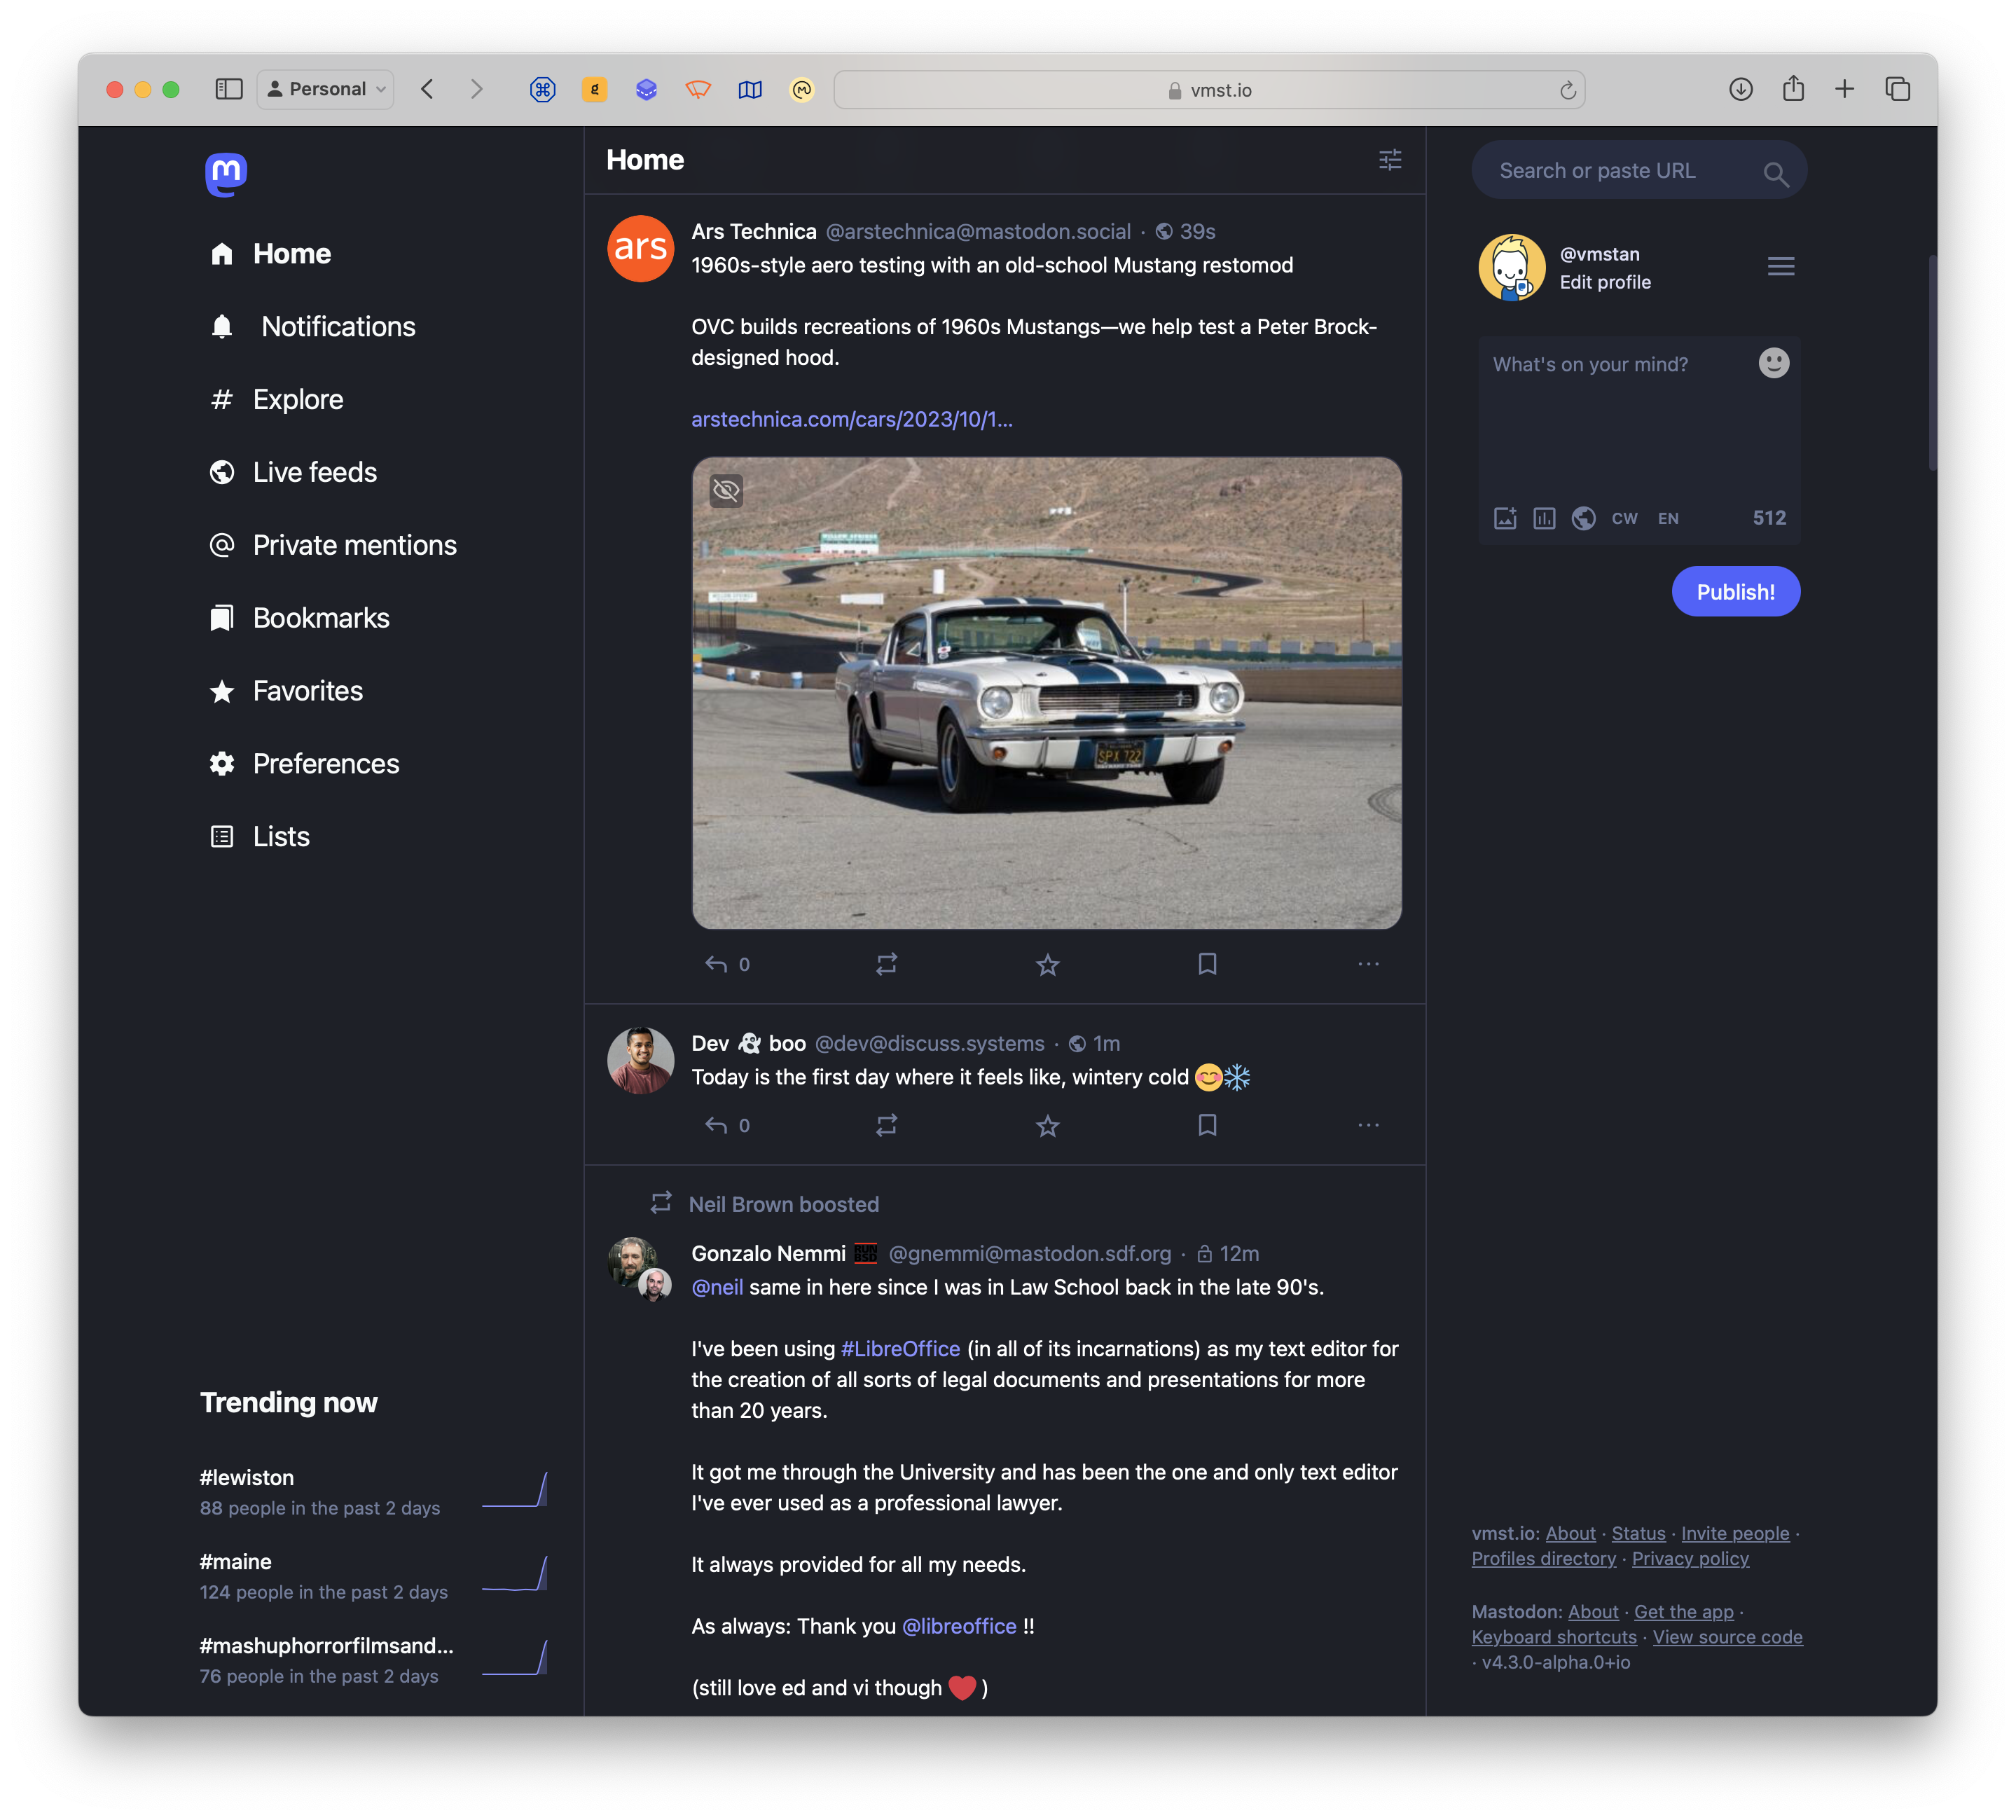 Personal
g
vmst.io
m
Home
Notifications
# Explore
Live feeds
Private mentions
Bookmarks
Favorites
Preferences
Lists
Trending now
#lewiston
88 people in the past 2 days
#maine
124 people in the past 2 days
#mashuphorrorfilmsand...
76 people in the past 2 days
Home
ars
Ars Technica @arstechnica@mastodon.social · 39s
1960s-style aero testing with an old-school Mustang restomod
OVC builds recreations of 1960s Mustangs—we help test a Peter Brock-
designed hood.
arstechnica.com/cars/2023/10/1...
SPX 722
0
Dev 👻 boo @dev@discuss.systems · 1m
Today is the first day where it feels like, wintery cold 😊❄️
0
Neil Brown boosted
Gonzalo Nemmi RUN BSD @gnemmi@mastodon.sdf.org · 12m
@neil same in here since I was in Law School back in the late 90's.
I've been using #LibreOffice (in all of its incarnations) as my text editor for
the creation of all sorts of legal documents and presentations for more
than 20 years.
It got me through the University and has been the one and only text editor
I've ever used as a professional lawyer.
It always provided for all my needs.
As always: Thank you @libreoffice !!
(still love ed and vi though ❤️ )
Search or paste URL
@vmstan
Edit profile
What's on your mind?
CW EN 512
Publish!
vmst.io: About · Status · Invite people ·
Profiles directory · Privacy policy
Mastodon: About · Get the app ·
Keyboard shortcuts · View source code
· v4.3.0-alpha.0+io